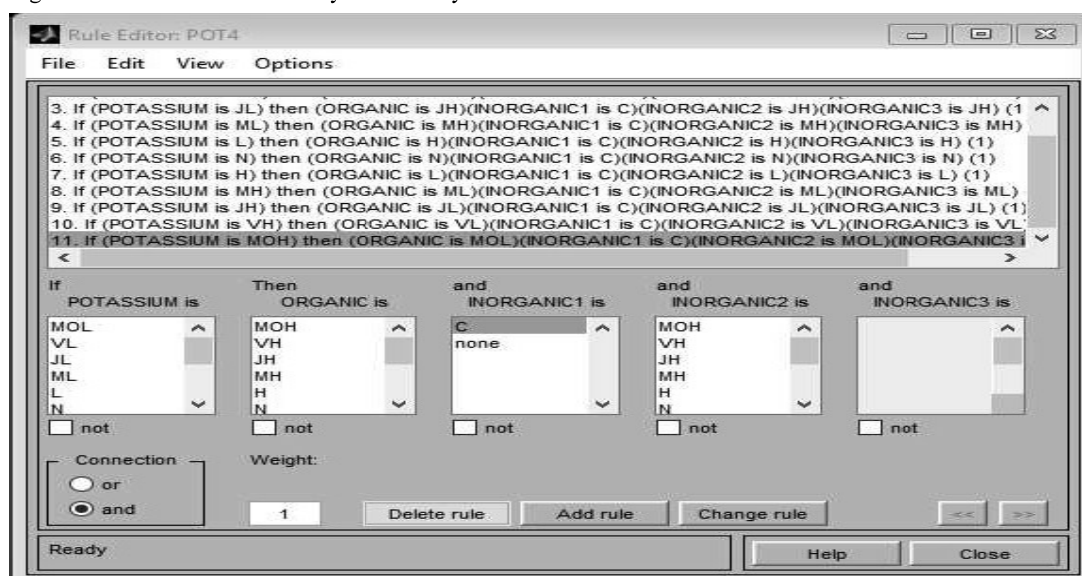 Rule Editor: POT4
File Edit View Options
3. If (POTASSIUM is JL) then (ORGANIC is JH)(INORGANIC1 is C)(INORGANIC2 is JH)(INORGANIC3 is JH) (1
4. If (POTASSIUM is ML) then (ORGANIC is MH)(INORGANIC1 is C)(INORGANIC2 is MH)(INORGANIC3 is MH)
5. If (POTASSIUM is L) then (ORGANIC is H)(INORGANIC1 is C)(INORGANIC2 is H)(INORGANIC3 is H) (1)
6. If (POTASSIUM is N) then (ORGANIC is N)(INORGANIC1 is C)(INORGANIC2 is N)(INORGANIC3 is N) (1)
7. If (POTASSIUM is H) then (ORGANIC is L)(INORGANIC1 is C)(INORGANIC2 is L)(INORGANIC3 is L) (1)
8. If (POTASSIUM is MH) then (ORGANIC is ML)(INORGANIC1 is C)(INORGANIC2 is ML)(INORGANIC3 is ML)
9. If (POTASSIUM is JH) then (ORGANIC is JL)(INORGANIC1 is C)(INORGANIC2 is JL)(INORGANIC3 is JL) (1)
10. If (POTASSIUM is VH) then (ORGANIC is VL)(INORGANIC1 is C)(INORGANIC2 is VL)(INORGANIC3 is VL
11. If (POTASSIUM is MOH) then (ORGANIC is MOL)(INORGANIC1 is C)(INORGANIC2 is MOL)(INORGANIC3 i
If Then and and and
POTASSIUM is ORGANIC is INORGANIC1 is INORGANIC2 is INORGANIC3 is
MOL MOH C MOH
VL VH none VH
JL JH JH
ML MH MH
L H H
N N N
not not not not not
Connection Weight:
or
and 1 Delete rule Add rule Change rule << >>
Ready Help Close